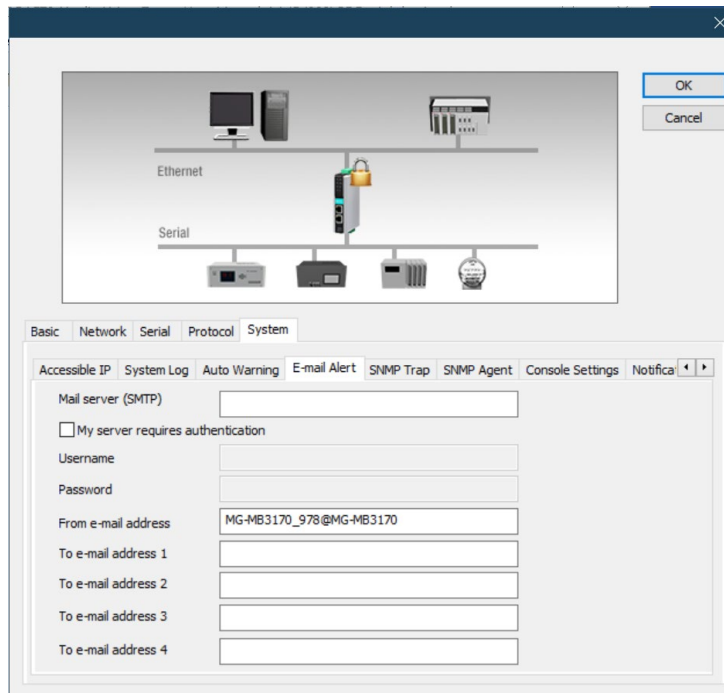 OK
Cancel
Ethernet
Serial
Basic Network Serial Protocol System
Accessible IP System Log Auto Warning E-mail Alert SNMP Trap SNMP Agent Console Settings Notifica
Mail server (SMTP)
My server requires authentication
Username
Password
From e-mail address MG-MB3170_978@MG-MB3170
To e-mail address 1
To e-mail address 2
To e-mail address 3
To e-mail address 4